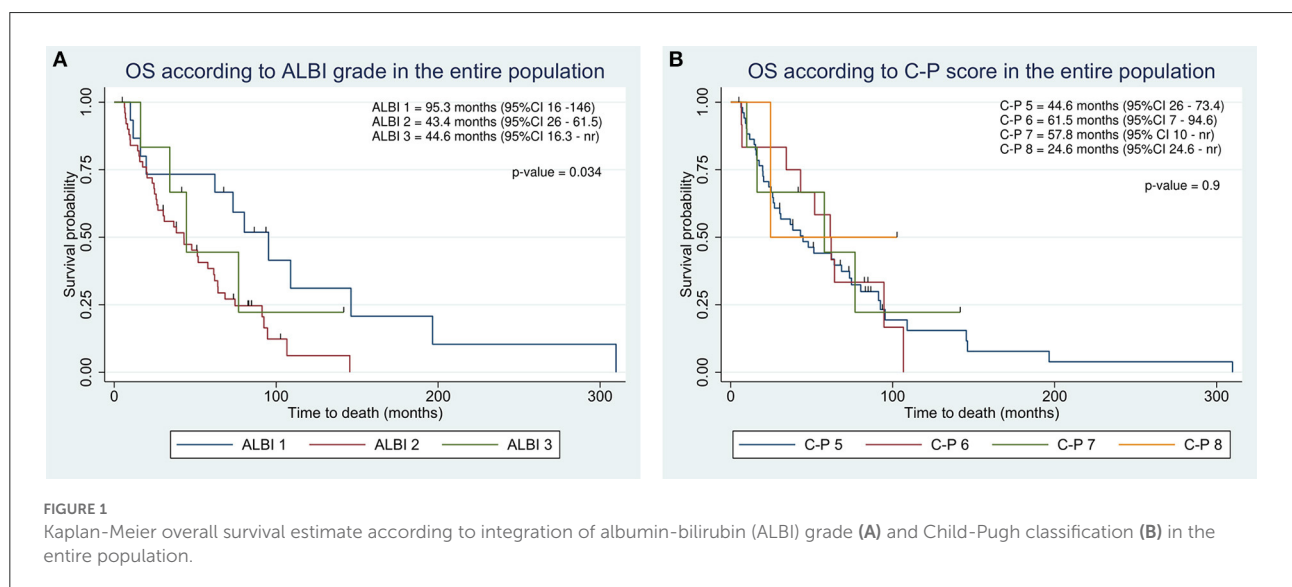 A
OS according to ALBI grade in the entire population
ALBI 1 = 95.3 months (95%CI 16 -146)
ALBI 2 = 43.4 months (95%CI 26 - 61.5)
ALBI 3 = 44.6 months (95%CI 16.3 - nr)
p-value = 0.034
Survival probability
1.00
0.75
0.50
0.25
0.00
0 100 200 300
Time to death (months)
ALBI 1 ALBI 2 ALBI 3
B
OS according to C-P score in the entire population
C-P 5 = 44.6 months (95%CI 26 - 73.4)
C-P 6 = 61.5 months (95%CI 7 - 94.6)
C-P 7 = 57.8 months (95% CI 10 - nr)
C-P 8 = 24.6 months (95%CI 24.6 - nr)
p-value = 0.9
Survival probability
1.00
0.75
0.50
0.25
0.00
0 100 200 300
Time to death (months)
C-P 5 C-P 6 C-P 7 C-P 8
FIGURE 1
Kaplan-Meier overall survival estimate according to integration of albumin-bilirubin (ALBI) grade (A) and Child-Pugh classification (B) in the
entire population.